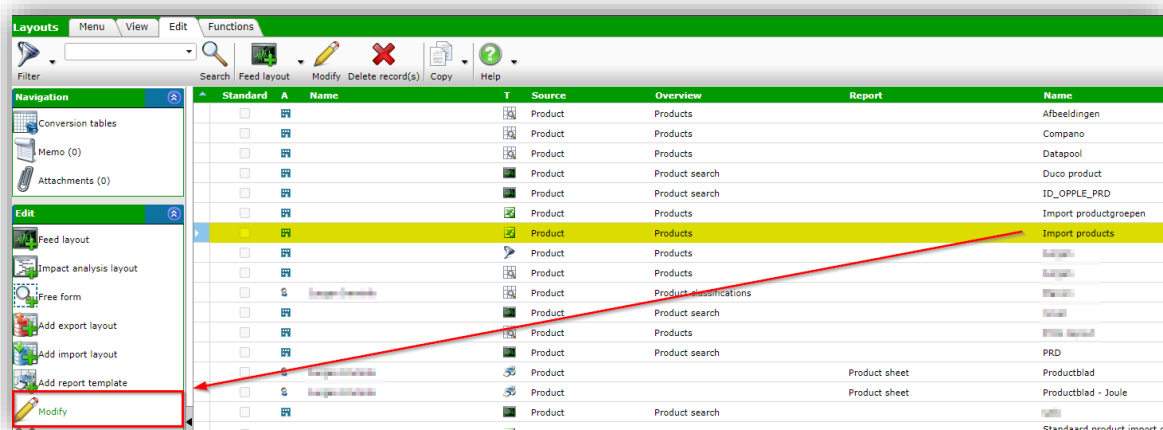 Layouts Menu View Edit Functions
Filter Search Feed layout Modify Delete record(s) Copy Help
Navigation
Conversion tables
Memo (0)
Attachments (0)
Edit
Feed layout
Impact analysis layout
Free form
Add export layout
Add import layout
Add report template
Modify
Standard A Name T Source Overview Report Name
Product Products Afbeeldingen
Product Products Compano
Product Products Datapool
Product Product search Duco product
Product Product search ID_OPPLE_PRD
Product Products Import productgroepen
Product Products Import products
Product Products
Product Products
S Product Product classifications
Product Product search
Product Products
Product Product search PRD
S Product Product sheet Productblad
S Product Product sheet Productblad - Joule
Product Product search
Standaard product import